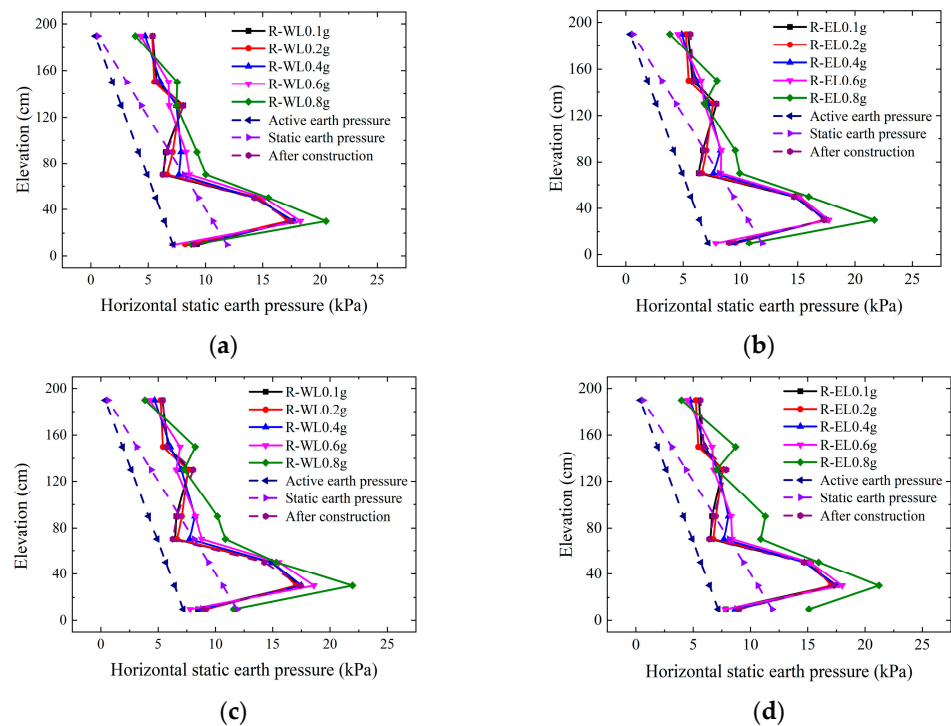 R-WL0.1g
R-WL0.2g
R-WL0.4g
R-WL0.6g
R-WL0.8g
Active earth pressure
Static earth pressure
After construction
Elevation (cm)
200
160
120
80
40
0
0 5 10 15 20 25
Horizontal static earth pressure (kPa)
(a)
R-EL0.1g
R-EL0.2g
R-EL0.4g
R-EL0.6g
R-EL0.8g
Active earth pressure
Static earth pressure
After construction
Elevation (cm)
200
160
120
80
40
0
0 5 10 15 20 25
Horizontal static earth pressure (kPa)
(b)
R-WL0.1g
R-WL0.2g
R-WL0.4g
R-WL0.6g
R-WL0.8g
Active earth pressure
Static earth pressure
After construction
Elevation (cm)
200
160
120
80
40
0
0 5 10 15 20 25
Horizontal static earth pressure (kPa)
(c)
R-EL0.1g
R-EL0.2g
R-EL0.4g
R-EL0.6g
R-EL0.8g
Active earth pressure
Static earth pressure
After construction
Elevation (cm)
200
160
120
80
40
0
0 5 10 15 20 25
Horizontal static earth pressure (kPa)
(d)